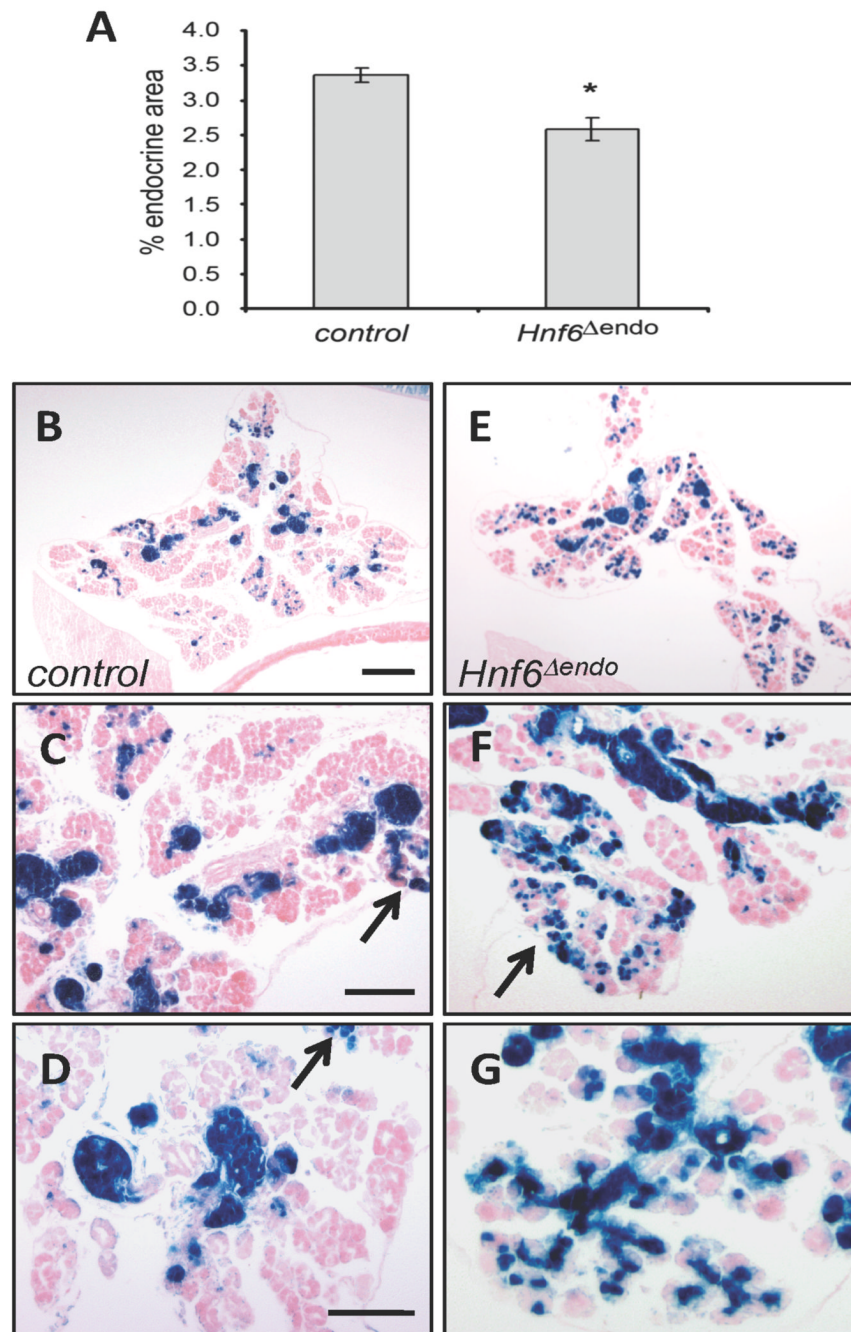 A
% endocrine area
4.0
3.5
3.0
2.5
2.0
1.5
1.0
0.5
0.0
*
control
Hnf6Δendo
B
control
E
Hnf6Δendo
C
F
D
G